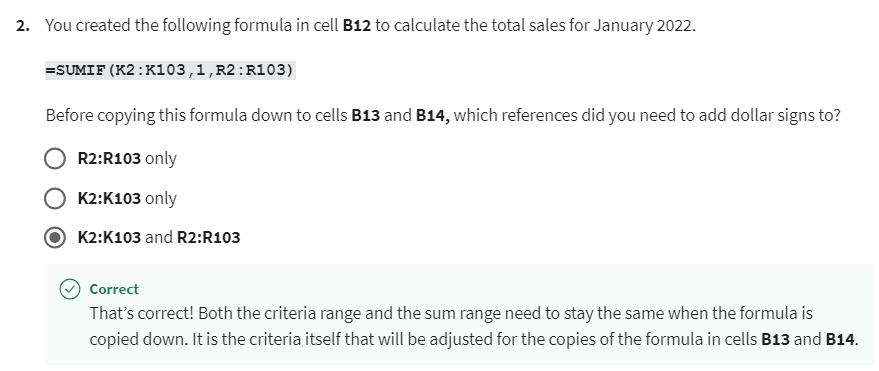 2. You created the following formula in cell B12 to calculate the total sales for January 2022.
=SUMIF(K2:K103,1,R2:R103)
Before copying this formula down to cells B13 and B14, which references did you need to add dollar signs to?
R2:R103 only
K2:K103 only
K2:K103 and R2:R103
Correct
That’s correct! Both the criteria range and the sum range need to stay the same when the formula is
copied down. It is the criteria itself that will be adjusted for the copies of the formula in cells B13 and B14.